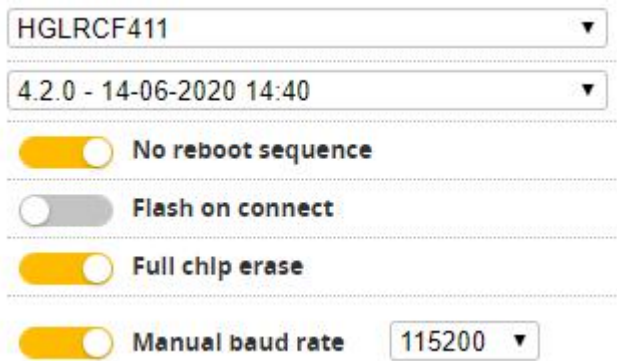 HGLRCF411
4.2.0 - 14-06-2020 14:40
No reboot sequence
Flash on connect
Full chip erase
Manual baud rate 115200